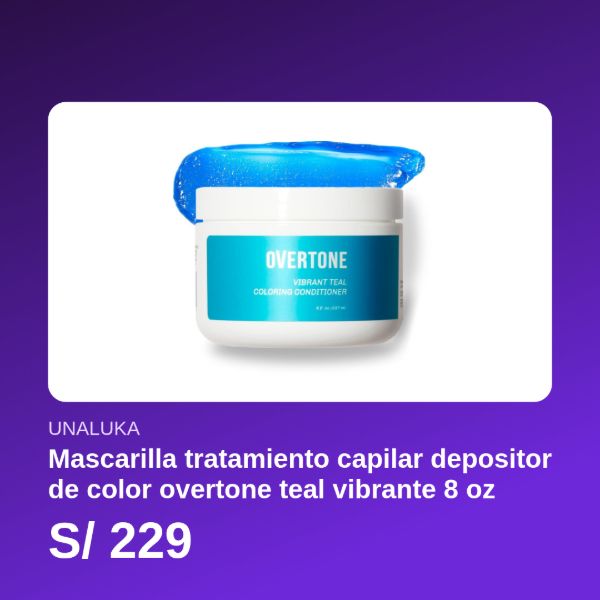 OVERTONE
VIBRANT TEAL
COLORING CONDITIONER
UNALUKA
Mascarilla tratamiento capilar depositor
de color overtone teal vibrante 8 oz
S/ 229